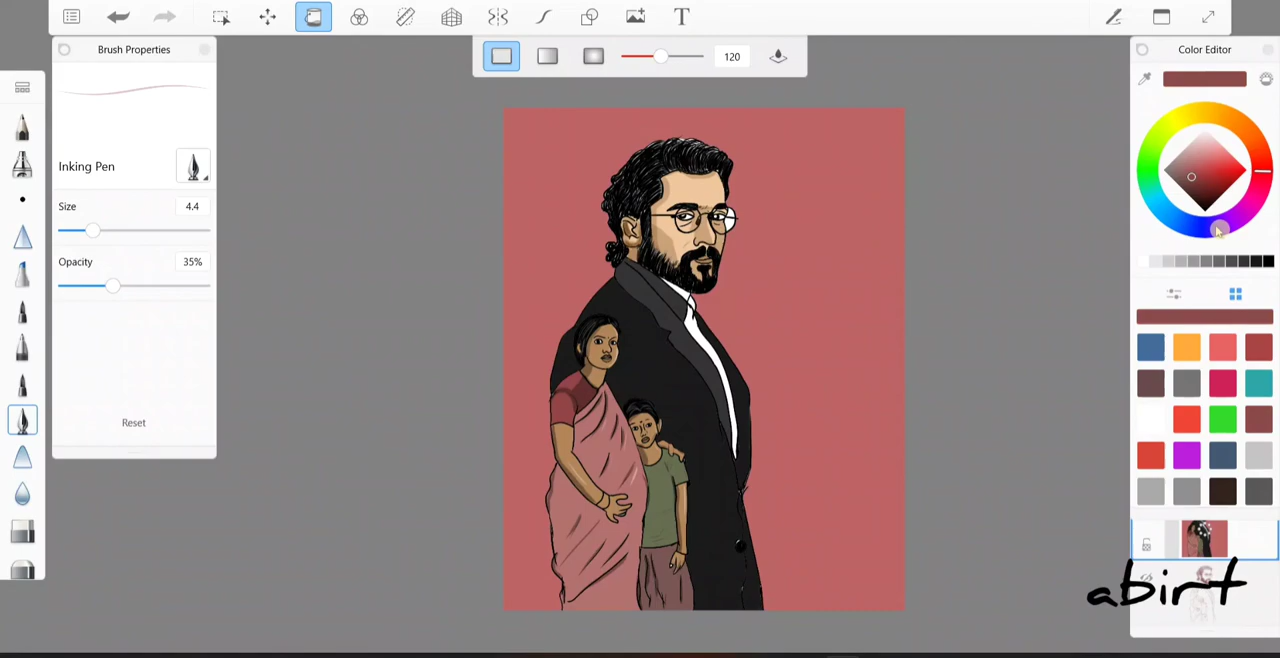 T
Brush Properties
120
Color Editor
Inking Pen
Size
4.4
Opacity
35%
Reset
abirt